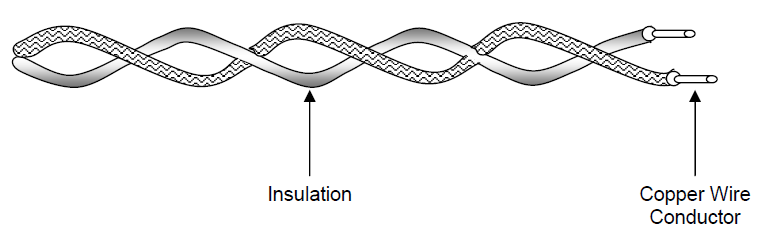 Insulation
Copper Wire
Conductor